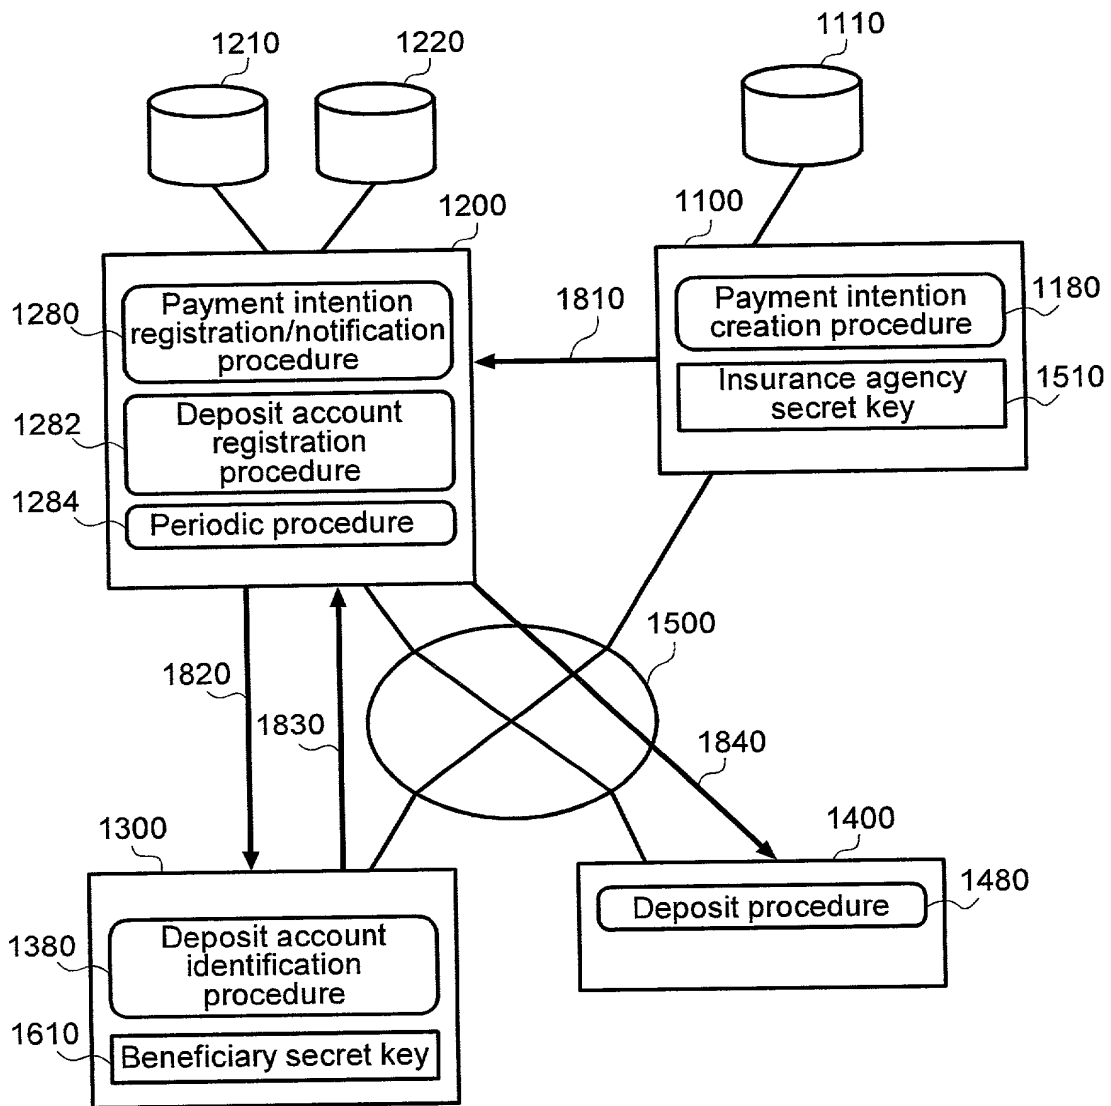 1210
1220
1110
1200
1100
1280
Payment intention
registration/notification
procedure
1810
Payment intention
creation procedure
1180
Insurance agency
secret key
1510
1282
Deposit account
registration
procedure
1284
Periodic procedure
1500
1820
1830
1840
1300
1400
Deposit procedure
1480
1380
Deposit account
identification
procedure
1610
Beneficiary secret key